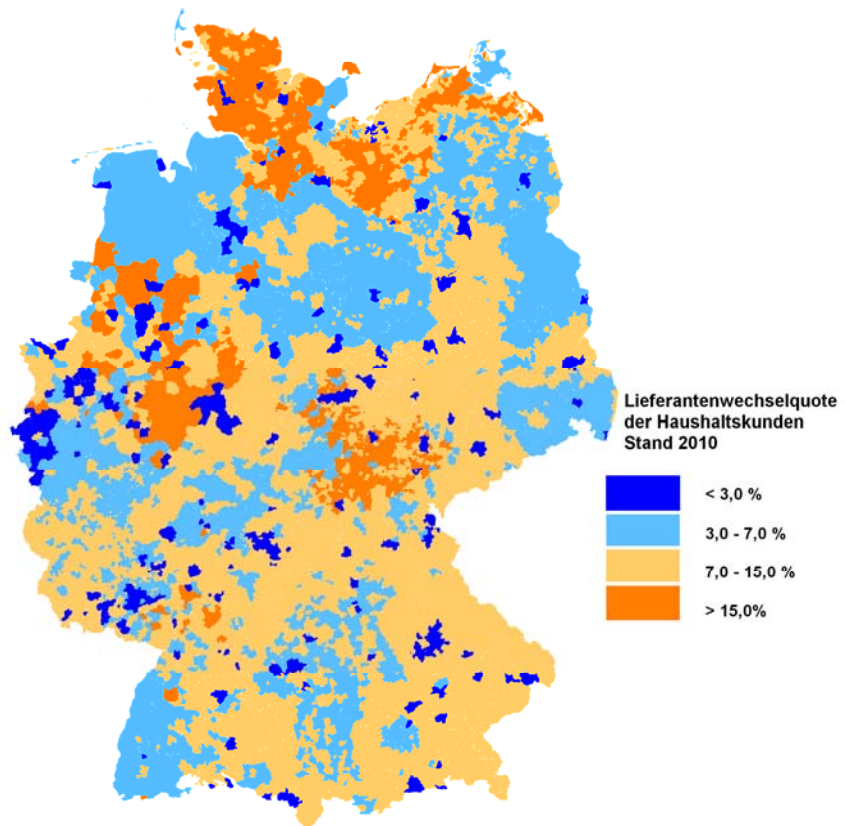 Lieferantenwechselquote
der Haushaltskunden
Stand 2010
< 3,0 %
3,0 - 7,0 %
7,0 - 15,0 %
> 15,0%